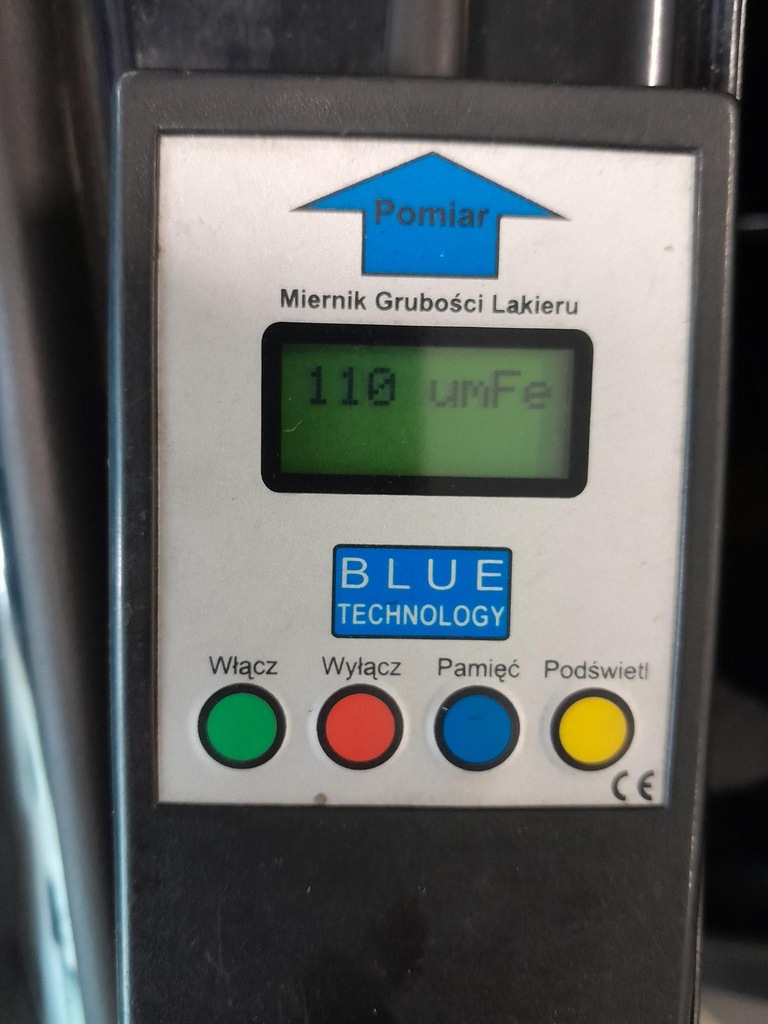 Pomiar
Miernik Grubości Lakieru
110 umFe
BLUE
TECHNOLOGY
Włącz Wyłącz Pamięć Podświetl
CE